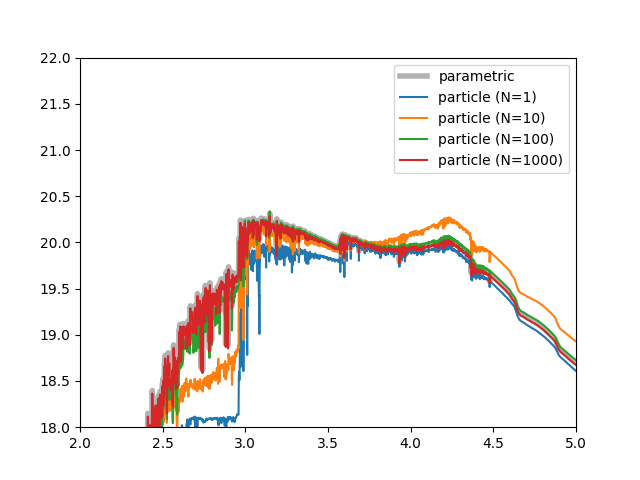 22.0
21.5
21.0
20.5
20.0
19.5
19.0
18.5
18.0
2.0 2.5 3.0 3.5 4.0 4.5 5.0
parametric
particle (N=1)
particle (N=10)
particle (N=100)
particle (N=1000)